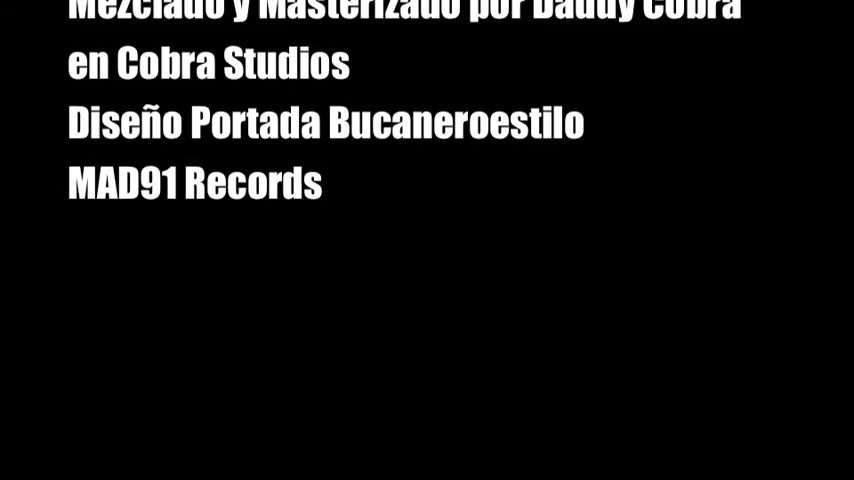 Mezclado y Masterizado por Daddy Cobra
en Cobra Studios
Diseño Portada Bucaneroestilo
MAD91 Records